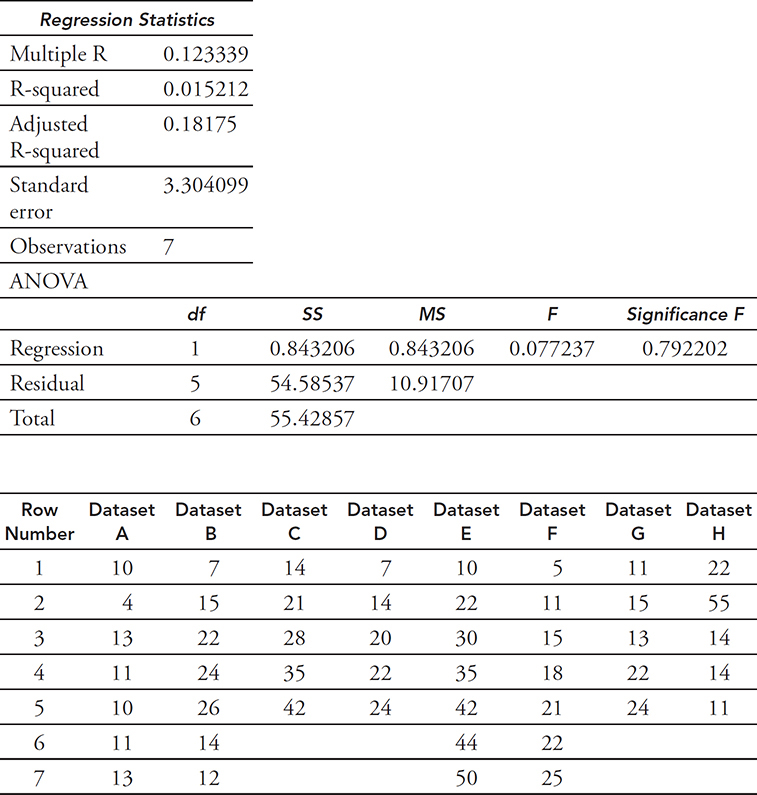 Regression Statistics
Multiple R 0.123339
R-squared 0.015212
Adjusted 0.18175
R-squared
Standard 3.304099
error
Observations 7
ANOVA
df SS MS F Significance F
Regression 1 0.843206 0.843206 0.077237 0.792202
Residual 5 54.58537 10.91707
Total 6 55.42857
Row Dataset Dataset Dataset Dataset Dataset Dataset Dataset Dataset
Number A B C D E F G H
1 10 7 14 7 10 5 11 22
2 4 15 21 14 22 11 15 55
3 13 22 28 20 30 15 13 14
4 11 24 35 22 35 18 22 14
5 10 26 42 24 42 21 24 11
6 11 14 44 22
7 13 12 50 25